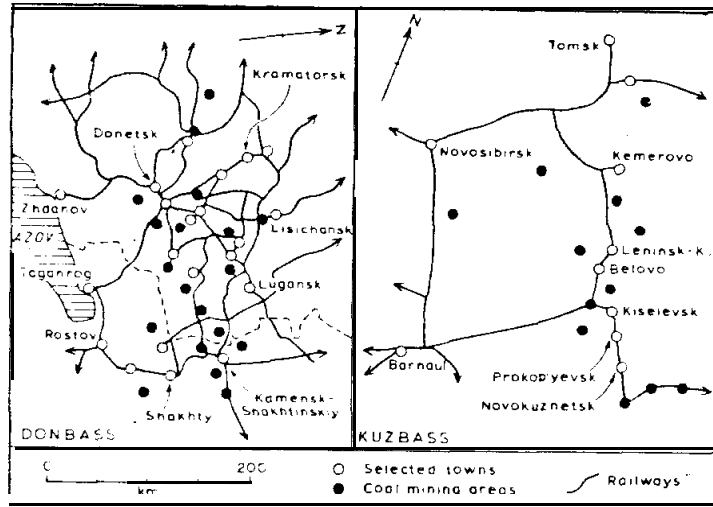 Z
Kramatorsk
Donetsk
Zhdanov
AZOV
Lisichansk
Taganrog
Lugansk
Rostov
Kamensk-
Shakhtinskiy
Shakhty
DONBASS
N
Tomsk
Novosibirsk
Kemerovo
Leninsk-K.
Belovo
Kiselevsk
Barnaul
Prokop'yevsk
Novokuznetsk
KUZBASS
0 200
km
Selected towns
Coal mining areas
Railways